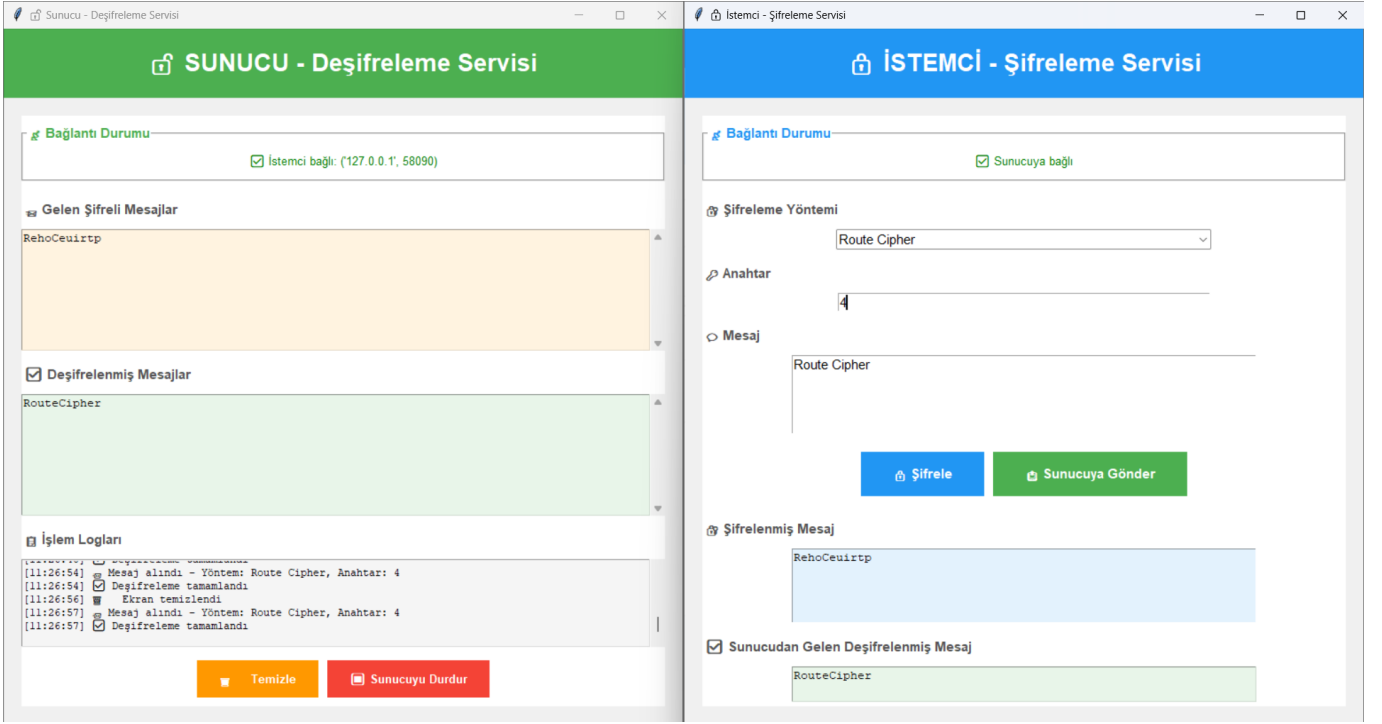 Sunucu - Deşifreleme Servisi
SUNUCU - Deşifreleme Servisi
Bağlantı Durumu
İstemci bağlı: ('127.0.0.1', 58090)
Gelen Şifreli Mesajlar
RehoCeuirtp
Deşifrelenmiş Mesajlar
RouteCipher
İşlem Logları
[11:26:54] Mesaj alındı - Yöntem: Route Cipher, Anahtar: 4
[11:26:54] Deşifreleme tamamlandı
[11:26:56] Ekran temizlendi
[11:26:57] Mesaj alındı - Yöntem: Route Cipher, Anahtar: 4
[11:26:57] Deşifreleme tamamlandı
Temizle
Sunucuyu Durdur
İstemci - Şifreleme Servisi
İSTEMCİ - Şifreleme Servisi
Bağlantı Durumu
Sunucuya bağlı
Şifreleme Yöntemi
Route Cipher
Anahtar
4
Mesaj
Route Cipher
Şifrele
Sunucuya Gönder
Şifrelenmiş Mesaj
RehoCeuirtp
Sunucudan Gelen Deşifrelenmiş Mesaj
RouteCipher